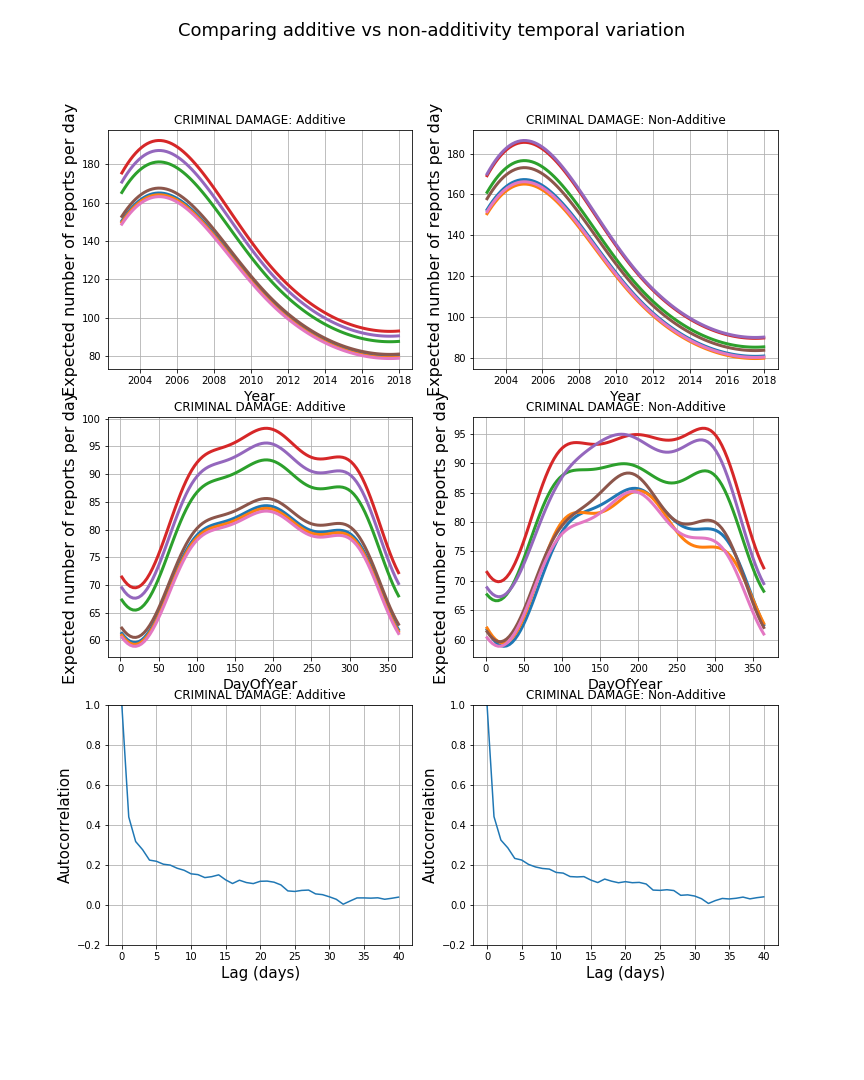 Comparing additive vs non-additivity temporal variation
CRIMINAL DAMAGE: Additive
Expected number of reports per day
180
160
140
120
100
80
2004 2006 2008 2010 2012 2014 2016 2018
Year
CRIMINAL DAMAGE: Non-Additive
Expected number of reports per day
180
160
140
120
100
80
2004 2006 2008 2010 2012 2014 2016 2018
Year
CRIMINAL DAMAGE: Additive
Expected number of reports per day
100
95
90
85
80
75
70
65
60
0 50 100 150 200 250 300 350
DayOfYear
CRIMINAL DAMAGE: Non-Additive
Expected number of reports per day
95
90
85
80
75
70
65
60
0 50 100 150 200 250 300 350
DayOfYear
CRIMINAL DAMAGE: Additive
Autocorrelation
1.0
0.8
0.6
0.4
0.2
0.0
−0.2
0 5 10 15 20 25 30 35 40
Lag (days)
CRIMINAL DAMAGE: Non-Additive
Autocorrelation
1.0
0.8
0.6
0.4
0.2
0.0
−0.2
0 5 10 15 20 25 30 35 40
Lag (days)